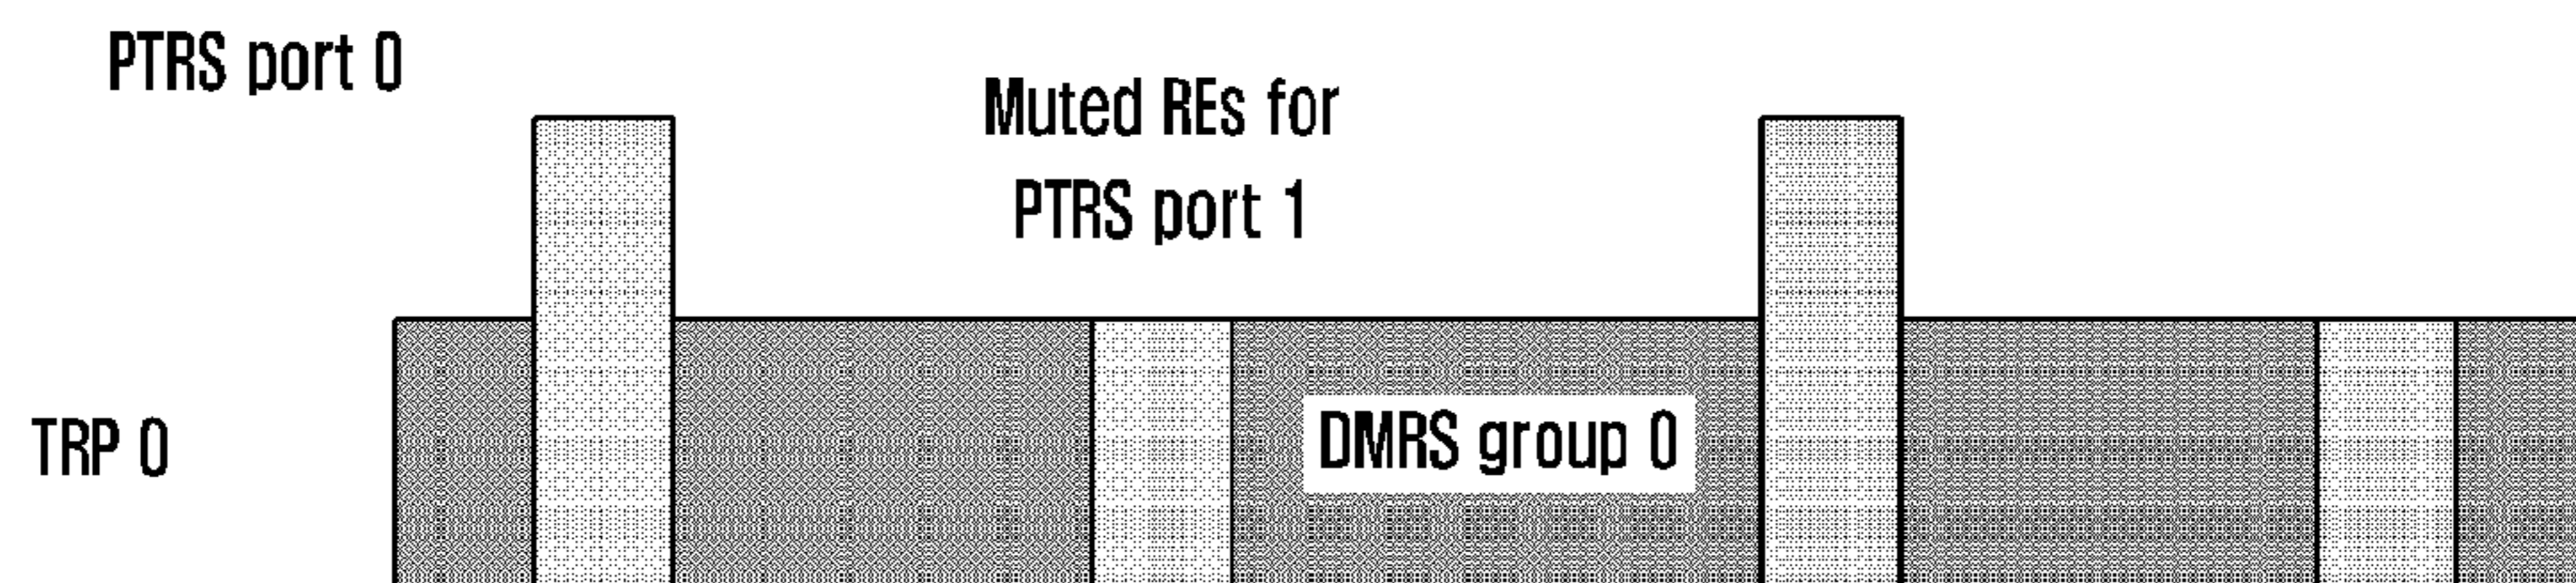 PTRS port 0
Muted REs for
PTRS port 1
DMRS group 0
TRP 0